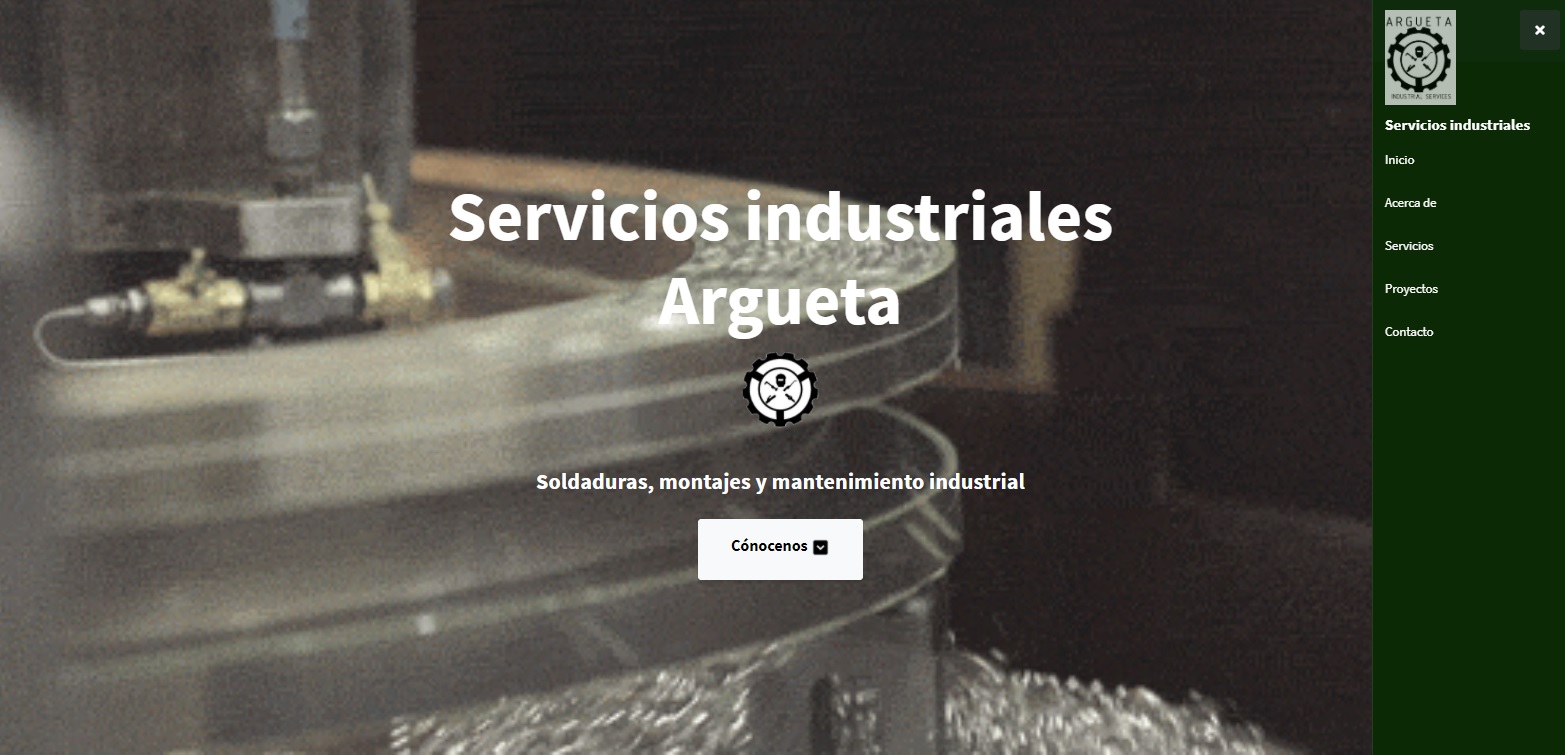 Servicios industriales
Argueta
Soldaduras, montajes y mantenimiento industrial
Cónocenos
ARGUETA
INDUSTRIAL SERVICES
Servicios industriales
Inicio
Acerca de
Servicios
Proyectos
Contacto